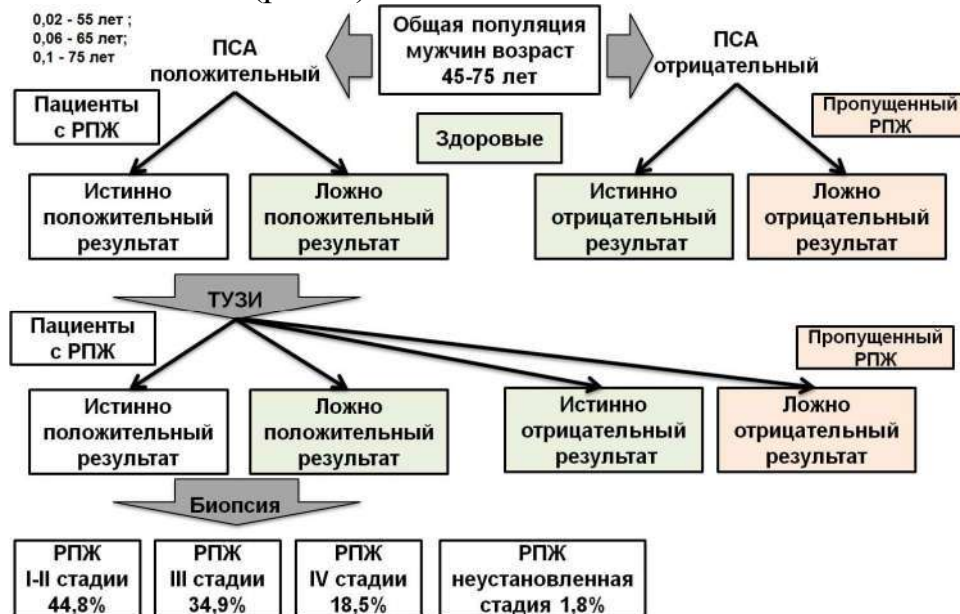 0,02 - 55 лет ;
0,06 - 65 лет;
0,1 - 75 лет
ПСА
положительный
Общая популяция
мужчин возраст
45-75 лет
ПСА
отрицательный
Пациенты
с РПЖ
Здоровые
Пропущенный
РПЖ
Истинно
положительный
результат
Ложно
положительный
результат
Истинно
отрицательный
результат
Ложно
отрицательный
результат
ТУЗИ
Пациенты
с РПЖ
Пропущенный
РПЖ
Истинно
положительный
результат
Ложно
положительный
результат
Истинно
отрицательный
результат
Ложно
отрицательный
результат
Биопсия
РПЖ
I-II стадии
44,8%
РПЖ
III стадии
34,9%
РПЖ
IV стадии
18,5%
РПЖ
неустановленная
стадия 1,8%